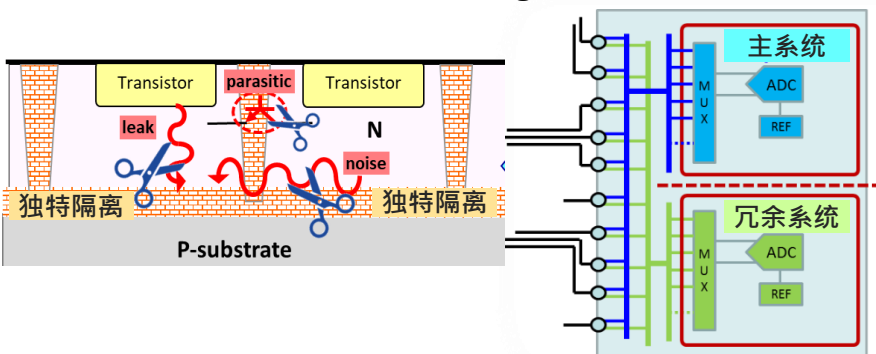 Transistor
parasitic
Transistor
leak
N
noise
独特隔离
独特隔离
P-substrate
主系统
MUX
ADC
REF
冗余系统
MUX
ADC
REF